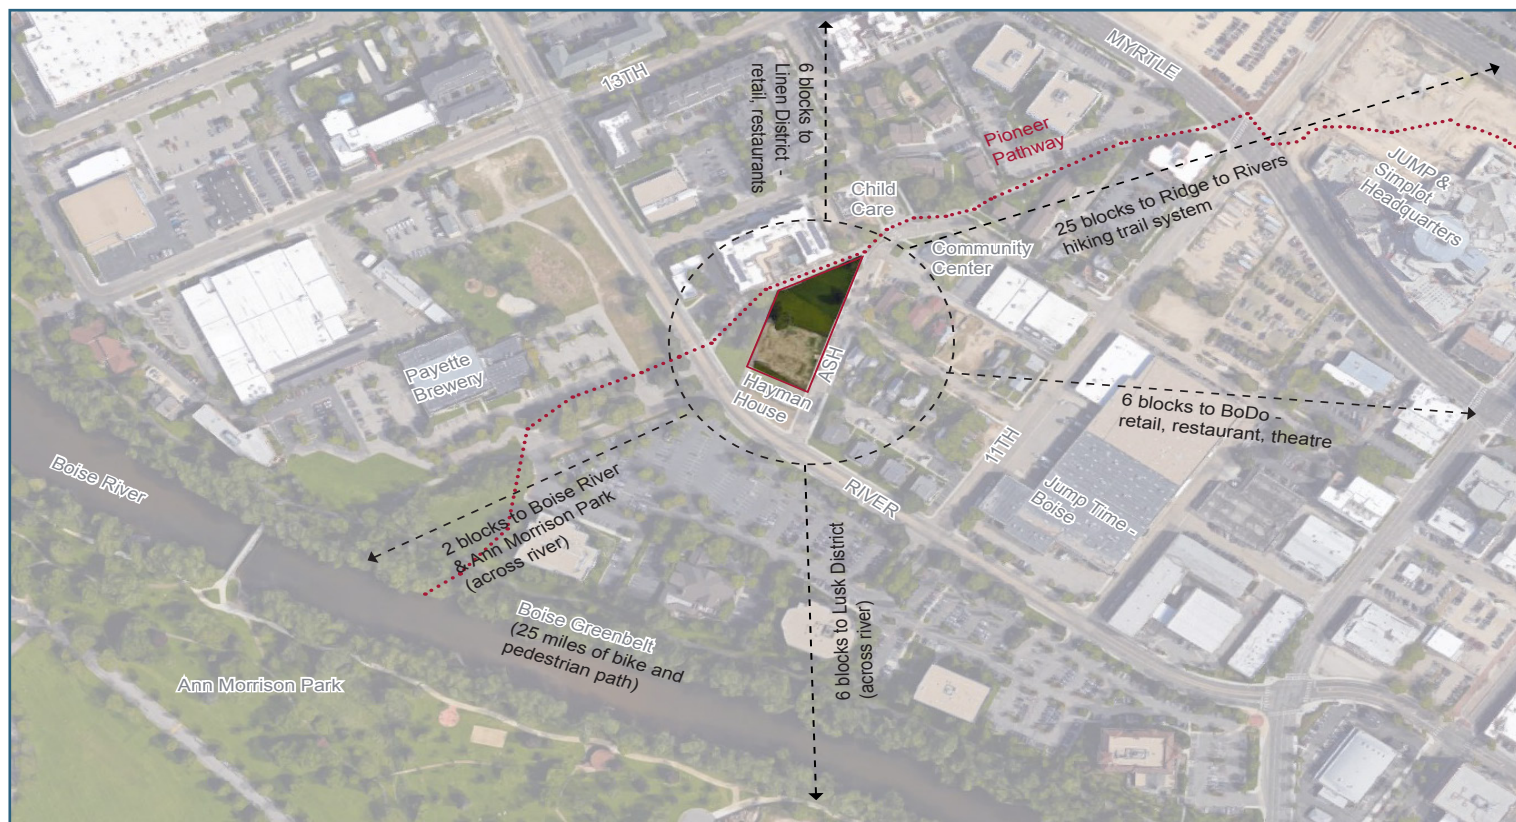 13TH
MYRTLE
6 blocks to
Linen District -
retail, restaurants
Pioneer
Pathway
JUMP &
Simplot
Headquarters
Child
Care
25 blocks to Ridge to Rivers
hiking trail system
Community
Center
Payette
Brewery
ASH
Hayman
House
6 blocks to BoDo -
retail, restaurant, theatre
11TH
RIVER
Jump Time -
Boise
Boise River
2 blocks to Boise River
& Ann Morrison Park
(across river)
6 blocks to Lusk District
(across river)
Boise Greenbelt
(25 miles of bike and
pedestrian path)
Ann Morrison Park